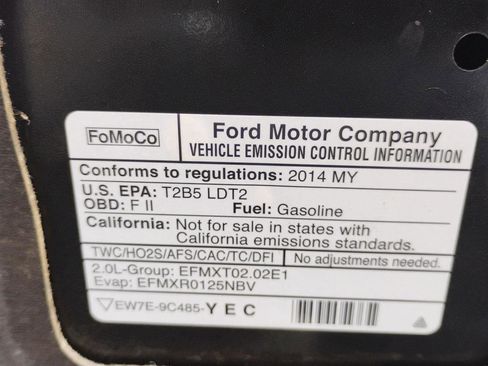 FoMoCo
Ford Motor Company
VEHICLE EMISSION CONTROL INFORMATION
Conforms to regulations: 2014 MY
U.S. EPA: T2B5 LDT2
OBD: F II Fuel: Gasoline
California: Not for sale in states with
California emissions standards.
TWC/HO2S/AFS/CAC/TC/DFI No adjustments needed.
2.0L-Group: EFMXT02.02E1
Evap: EFMXR0125NBV
EW7E-9C485-YEC